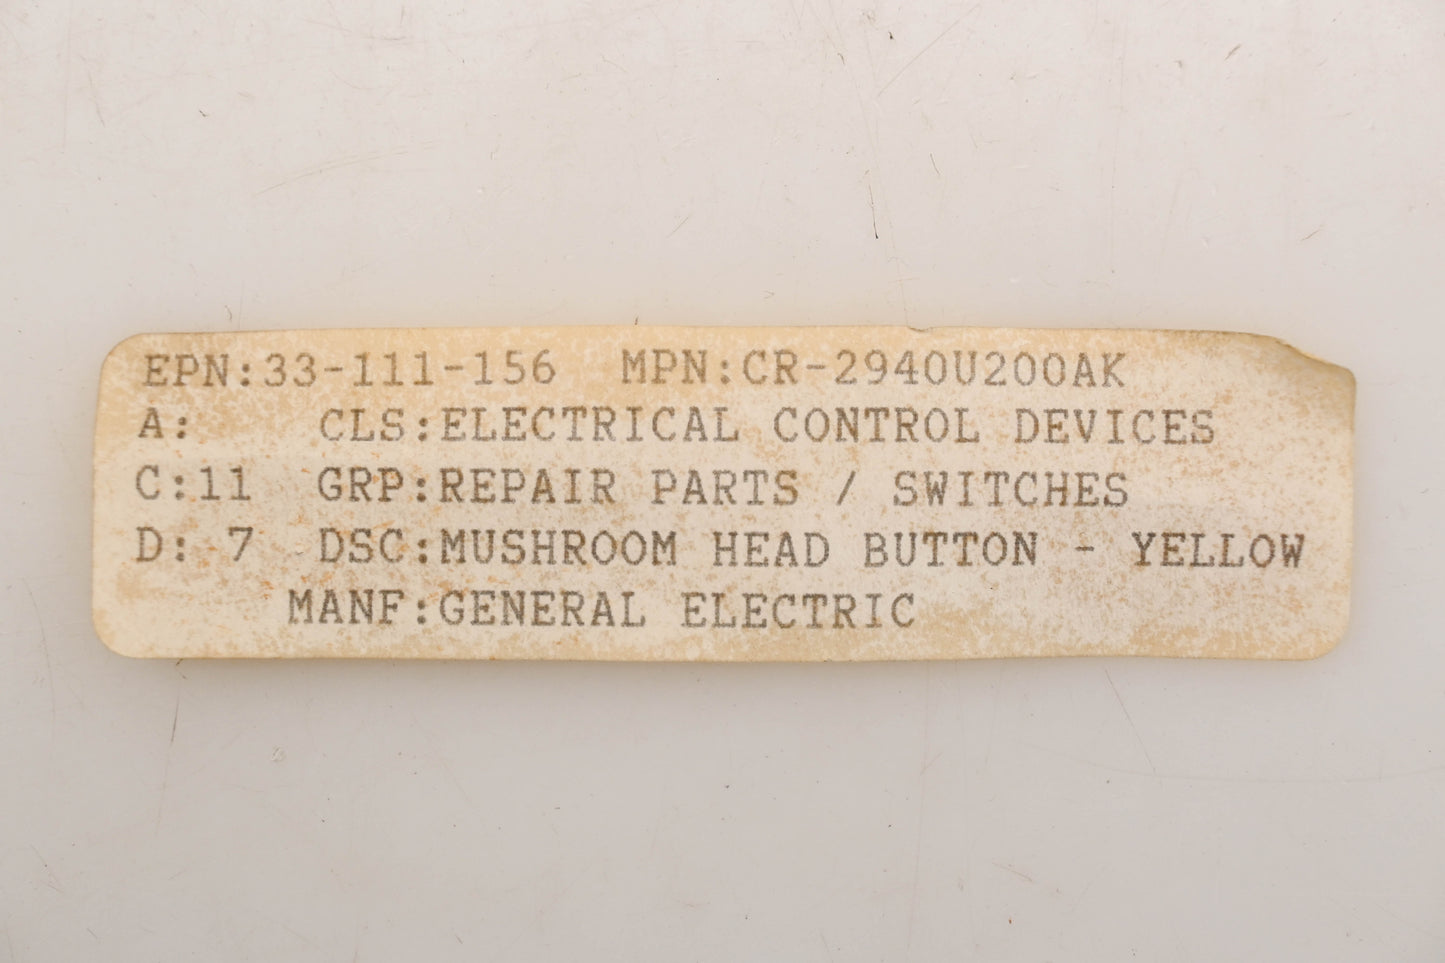 EPN:33-111-156 MPN:CR-2940U200AK
A: CLS:ELECTRICAL CONTROL DEVICES
C:11 GRP:REPAIR PARTS / SWITCHES
D: 7 DSC:MUSHROOM HEAD BUTTON - YELLOW
MANF:GENERAL ELECTRIC